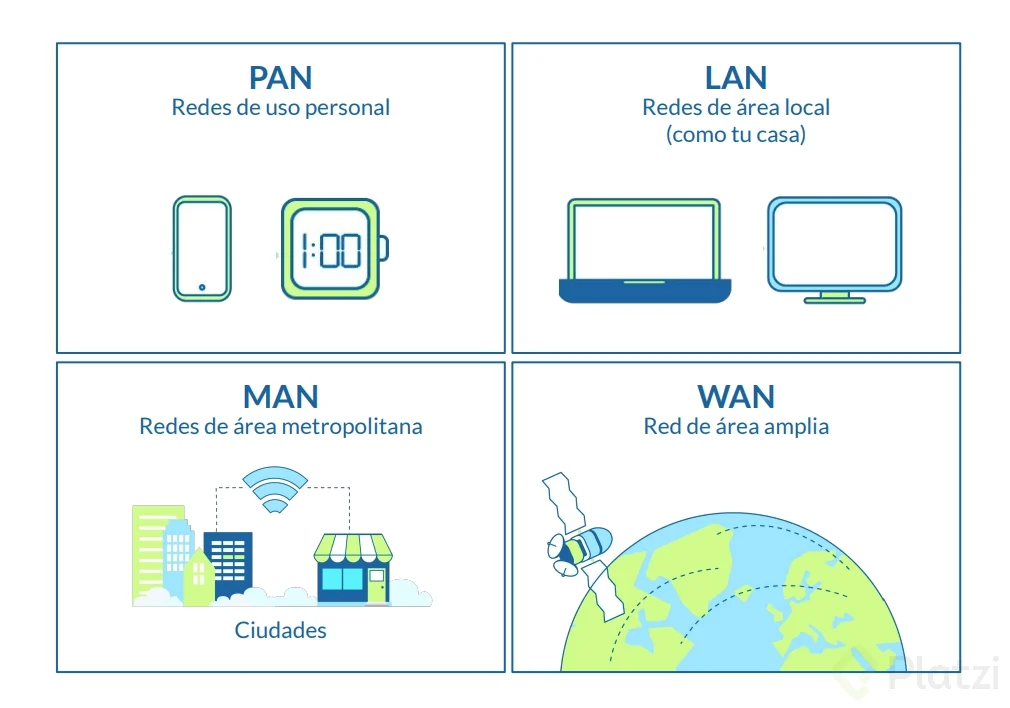 PAN
Redes de uso personal
1:00
LAN
Redes de área local
(como tu casa)
MAN
Redes de área metropolitana
Ciudades
WAN
Red de área amplia
Platzi